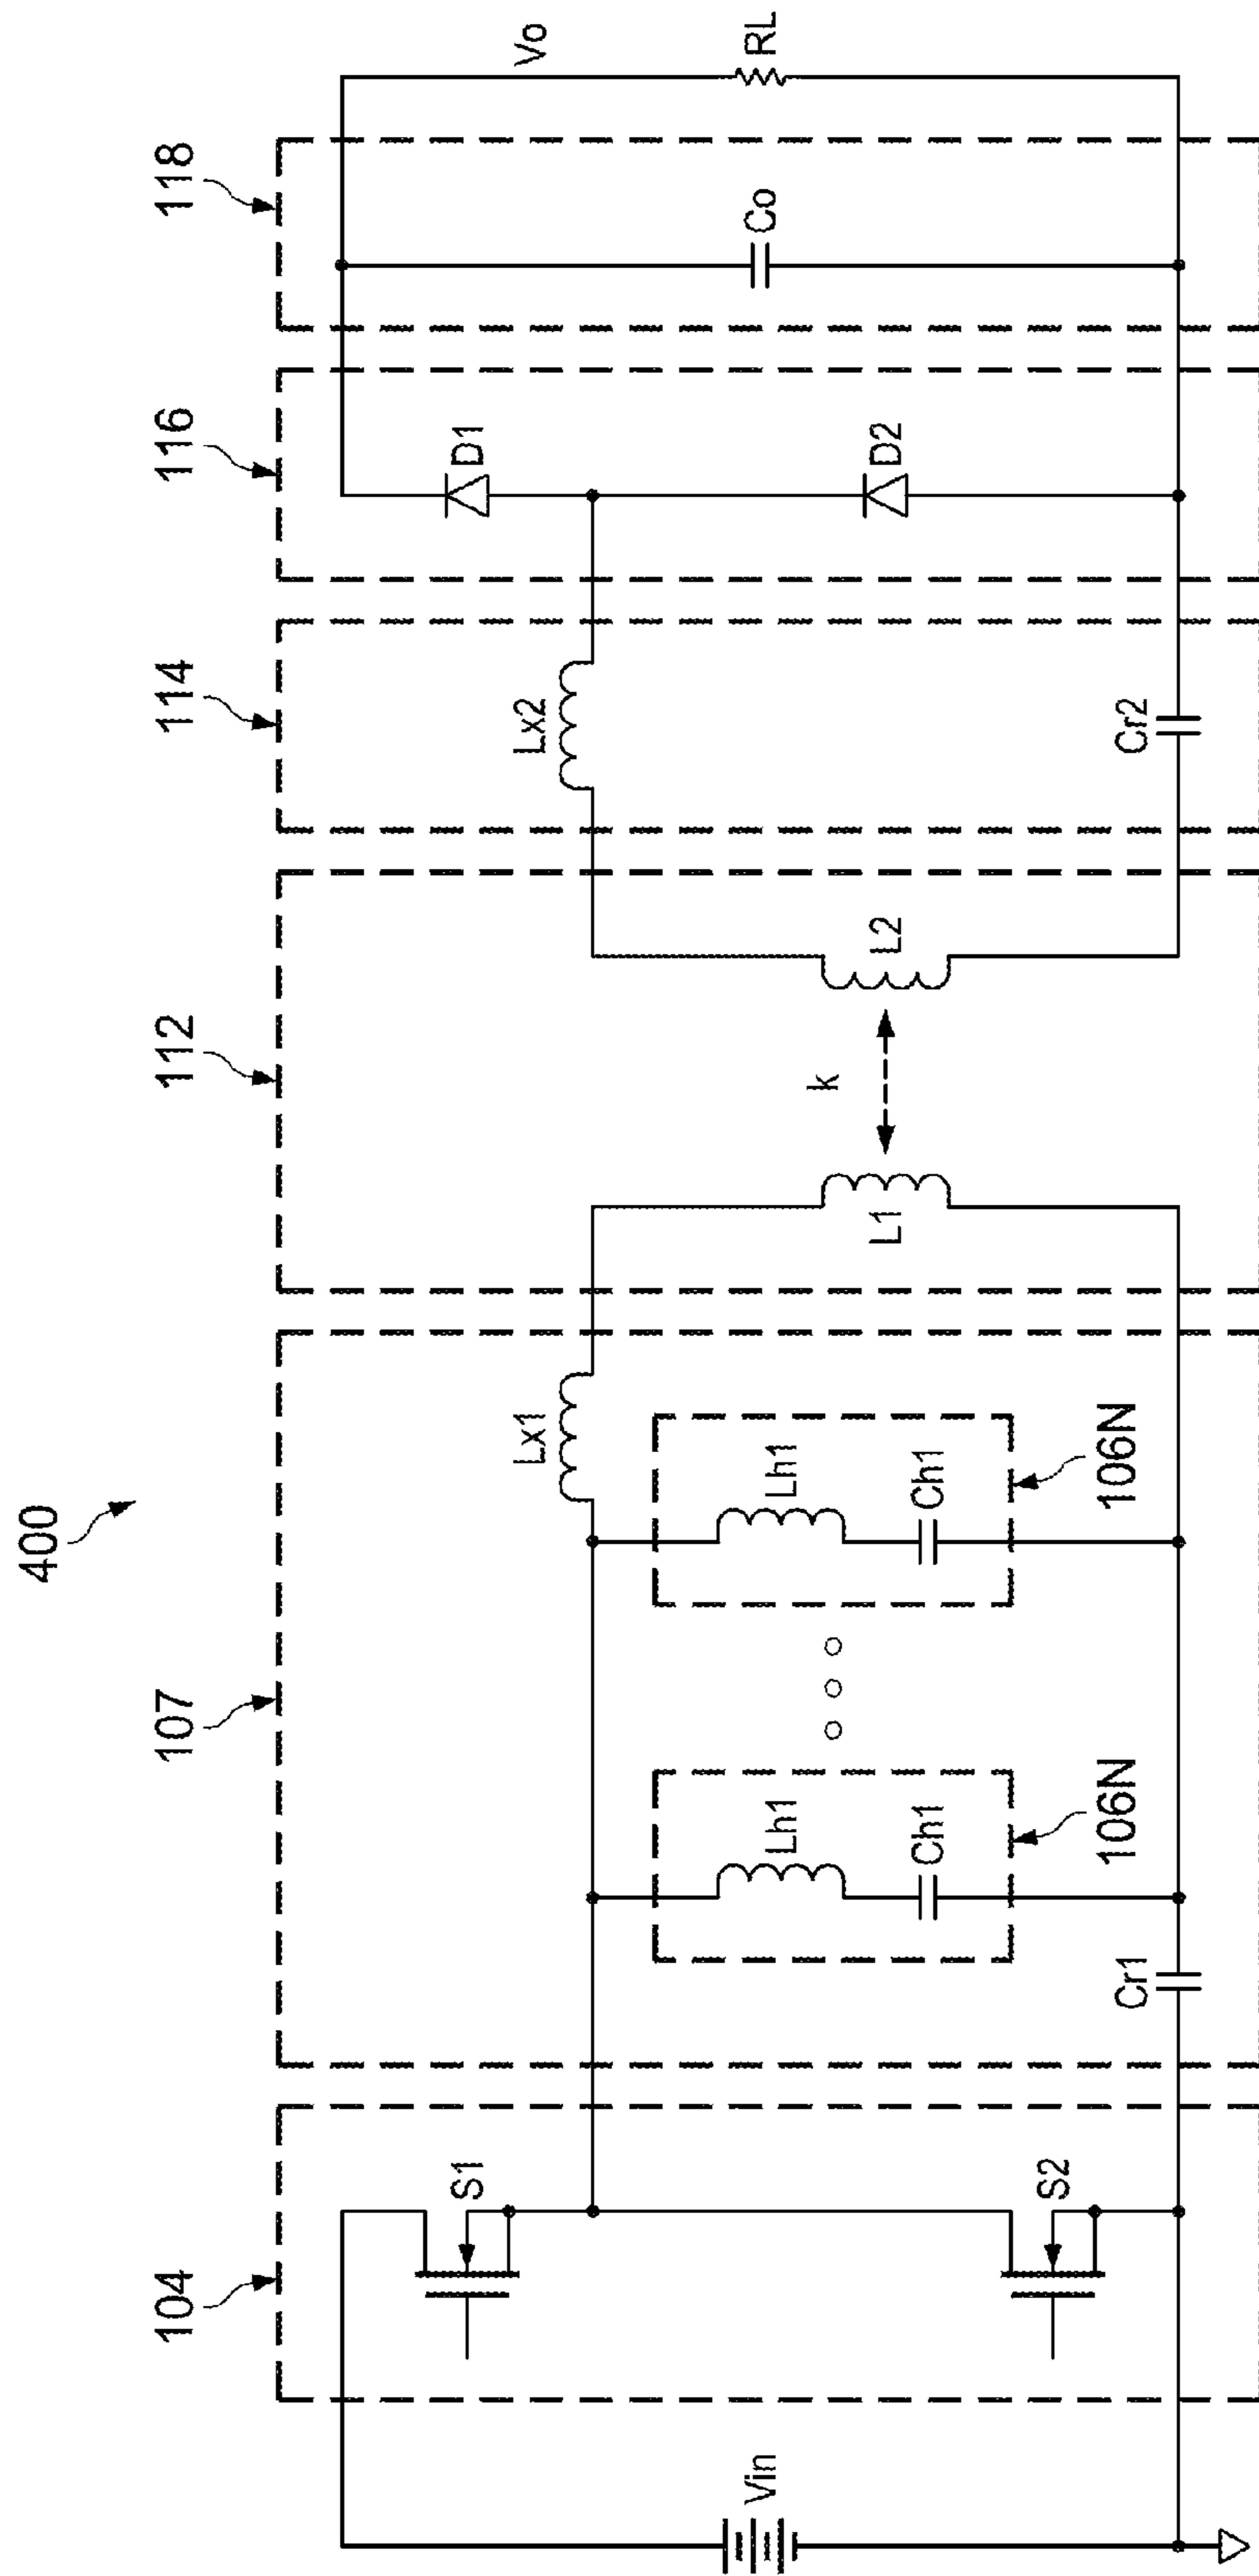 400
104
107
112
114
116
118
Vin
S1
S2
Cr1
Lh1
Ch1
106N
Lh1
Ch1
106N
Lx1
L1
k
L2
Lx2
Cr2
D1
D2
Co
Vo
RL